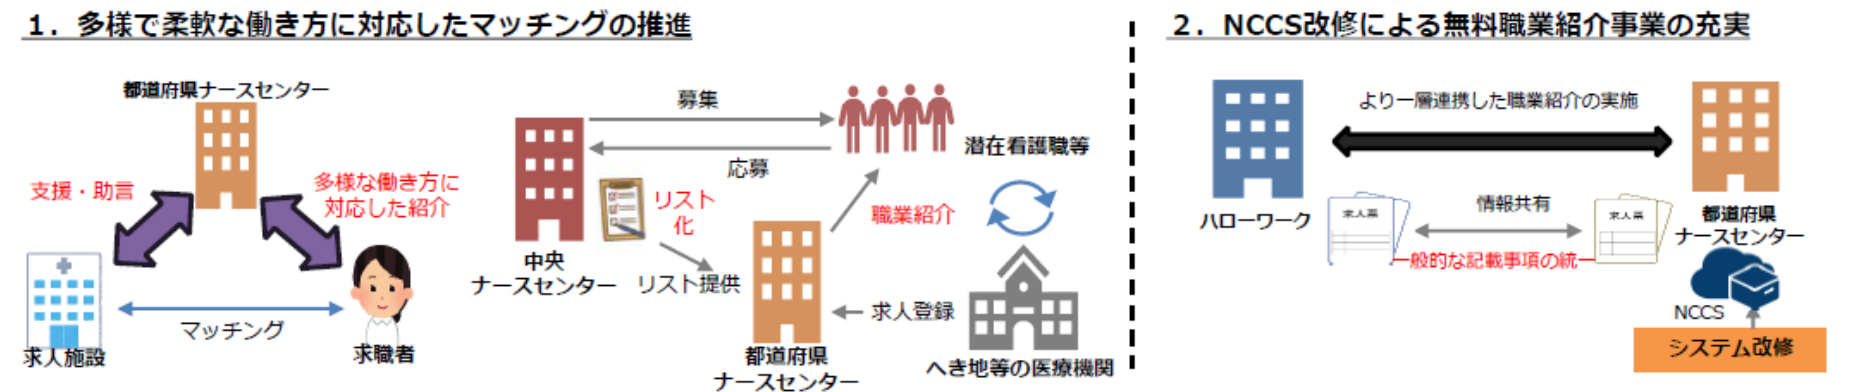 1．多様で柔軟な働き方に対応したマッチングの推進
都道府県ナースセンター
支援・助言
多様な働き方に
対応した紹介
マッチング
求人施設
求職者
募集
応募
潜在看護職等
リスト
化
職業紹介
中央
ナースセンター
リスト提供
求人登録
都道府県
ナースセンター
へき地等の医療機関
2．NCCS改修による無料職業紹介事業の充実
より一層連携した職業紹介の実施
ハローワーク
求人票
情報共有
求人票
一般的な記載事項の統一
都道府県
ナースセンター
NCCS
システム改修